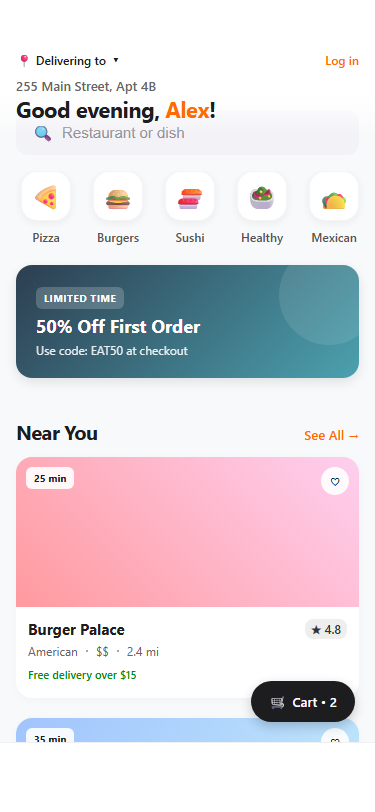 Delivering to ▼
Log in
255 Main Street, Apt 4B
Good evening, Alex!
Restaurant or dish
Pizza
Burgers
Sushi
Healthy
Mexican
LIMITED TIME
50% Off First Order
Use code: EAT50 at checkout
Near You
See All →
25 min
Burger Palace
★ 4.8
American · $$ · 2.4 mi
Free delivery over $15
Cart • 2
35 min